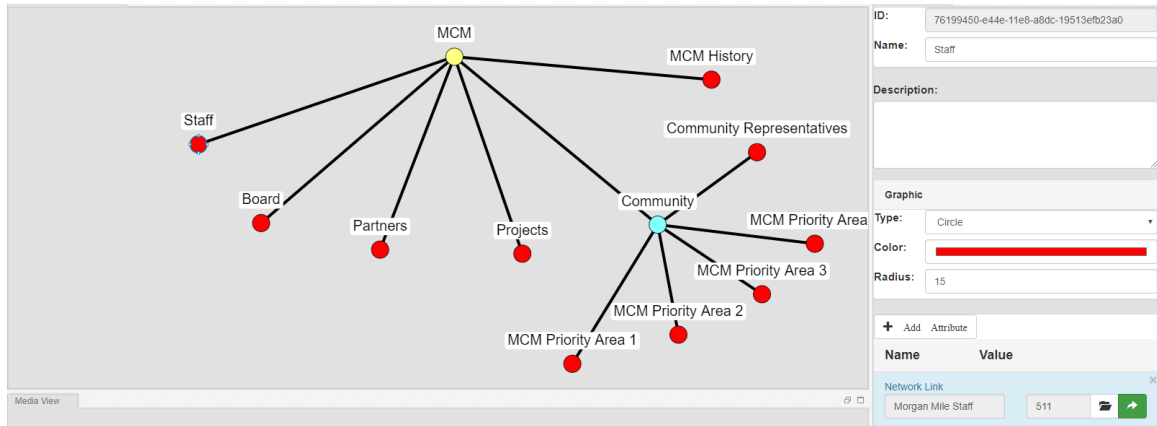 MCM
MCM History
Staff
Community Representatives
Board
Community
Partners
Projects
MCM Priority Area
MCM Priority Area 3
MCM Priority Area 2
MCM Priority Area 1
Media View
ID: 76199450-e44e-11e8-a8dc-19513efb23a0
Name: Staff
Description:
Graphic
Type: Circle
Color:
Radius: 15
+ Add Attribute
Name Value
Network Link ×
Morgan Mile Staff 511